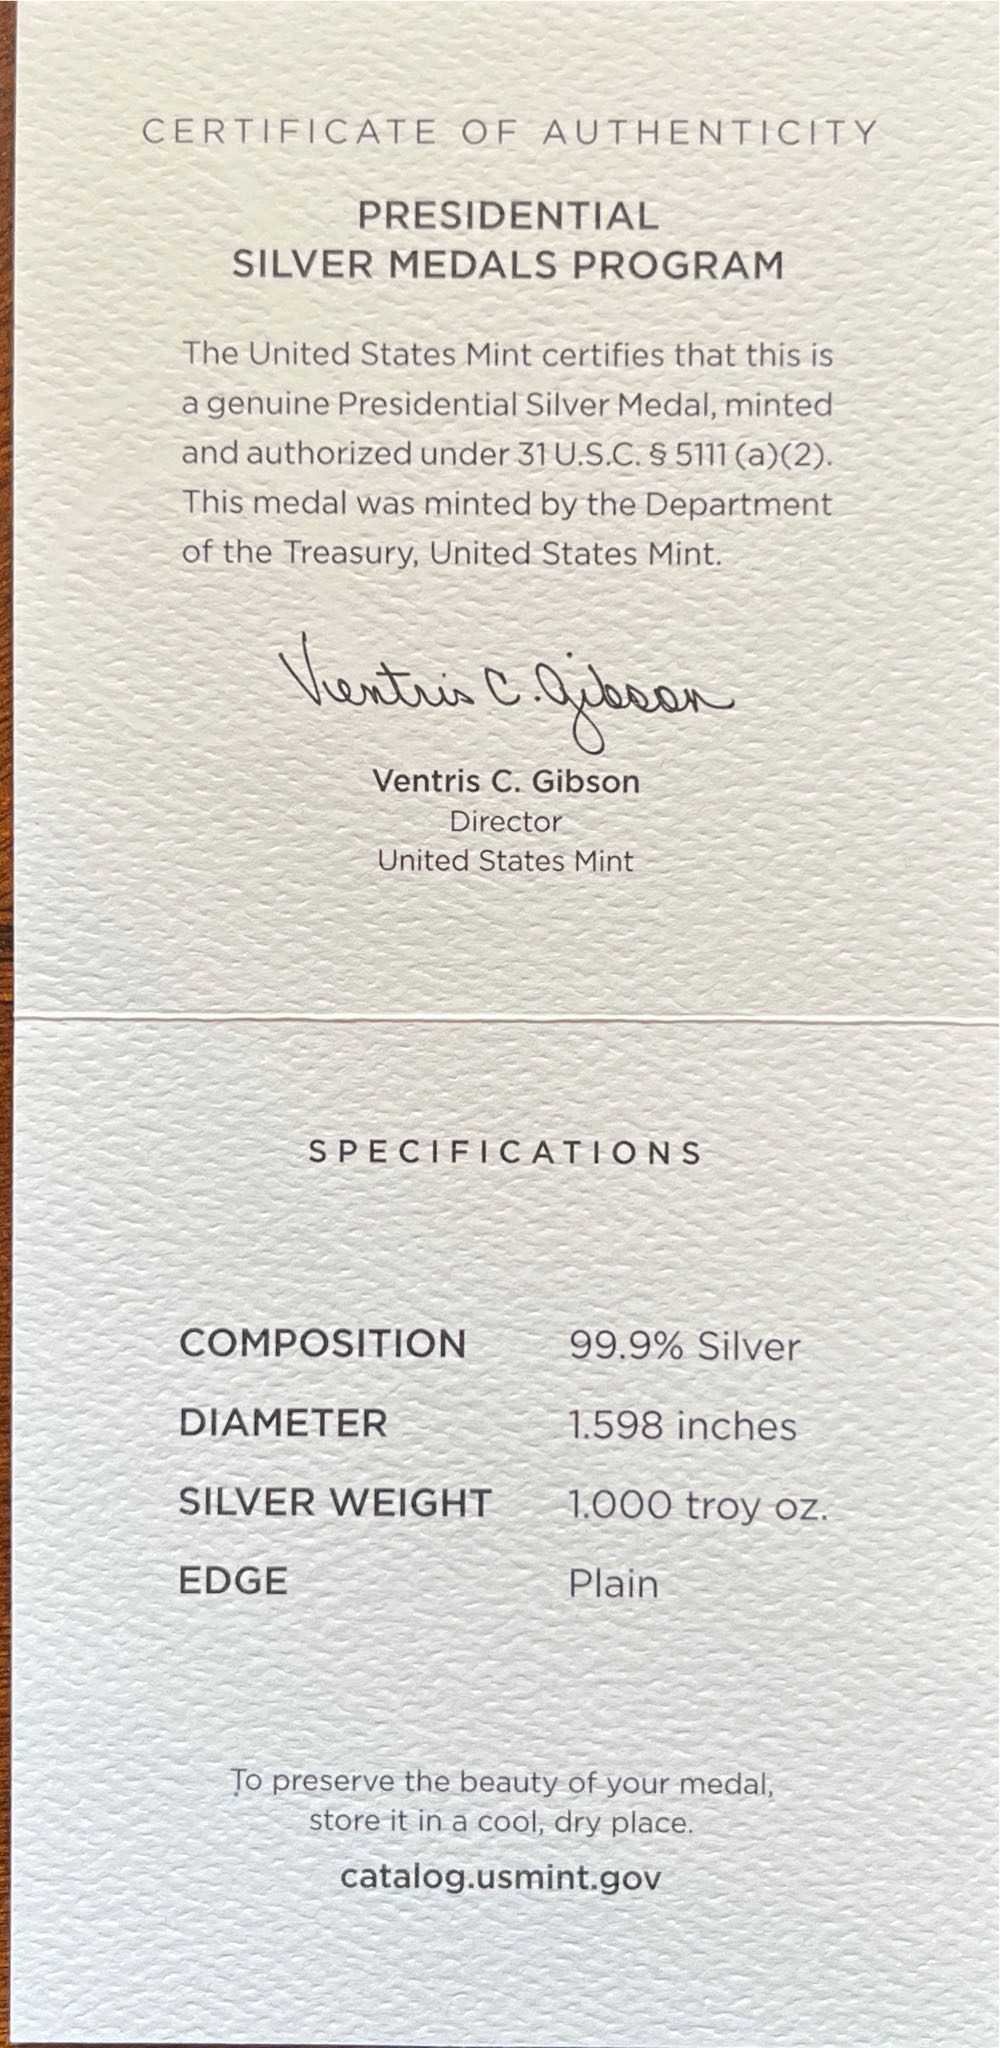 CERTIFICATE OF AUTHENTICITY
PRESIDENTIAL
SILVER MEDALS PROGRAM
The United States Mint certifies that this is
a genuine Presidential Silver Medal, minted
and authorized under 31 U.S.C. § 5111 (a)(2).
This medal was minted by the Department
of the Treasury, United States Mint.
Ventris C. Gibson
Ventris C. Gibson
Director
United States Mint
SPECIFICATIONS
COMPOSITION 99.9% Silver
DIAMETER 1.598 inches
SILVER WEIGHT 1.000 troy oz.
EDGE Plain
To preserve the beauty of your medal,
store it in a cool, dry place.
catalog.usmint.gov